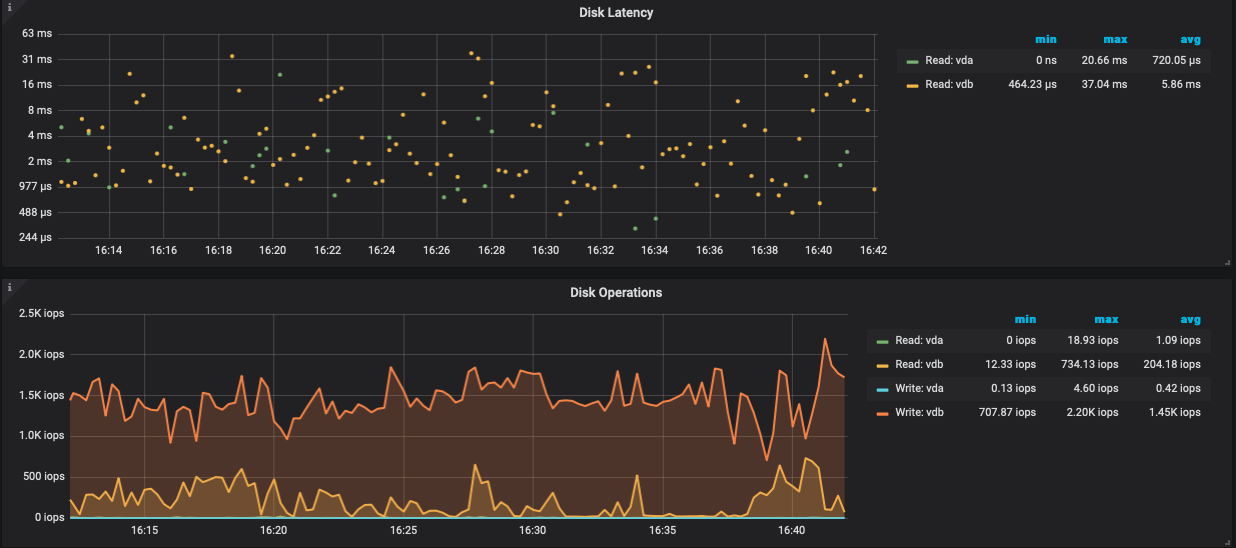 Disk Latency
63 ms
31 ms
16 ms
8 ms
4 ms
2 ms
977 µs
488 µs
244 µs
16:14 16:16 16:18 16:20 16:22 16:24 16:26 16:28 16:30 16:32 16:34 16:36 16:38 16:40 16:42
min max avg
Read: vda 0 ns 20.66 ms 720.05 µs
Read: vdb 464.23 µs 37.04 ms 5.86 ms
Disk Operations
2.5K iops
2.0K iops
1.5K iops
1.0K iops
500 iops
0 iops
16:15 16:20 16:25 16:30 16:35 16:40
min max avg
Read: vda 0 iops 18.93 iops 1.09 iops
Read: vdb 12.33 iops 734.13 iops 204.18 iops
Write: vda 0.13 iops 4.60 iops 0.42 iops
Write: vdb 707.87 iops 2.20K iops 1.45K iops